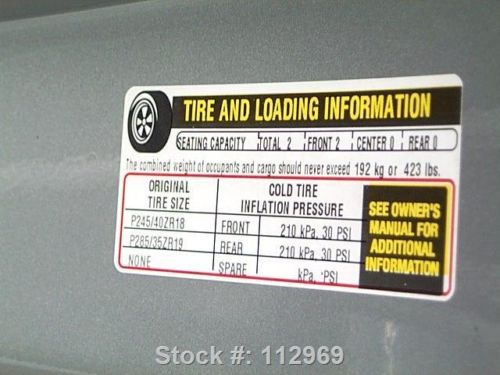 TIRE AND LOADING INFORMATION
SEATING CAPACITY TOTAL 2 FRONT 2 CENTER 0 REAR 0
The combined weight of occupants and cargo should never exceed 192 kg or 423 lbs.
ORIGINAL TIRE SIZE
COLD TIRE INFLATION PRESSURE
P245/40ZR18 FRONT 210 kPa, 30 PSI
P285/35ZR19 REAR 210 kPa, 30 PSI
NONE SPARE kPa, PSI
SEE OWNER'S
MANUAL FOR
ADDITIONAL
INFORMATION
Stock #: 112969